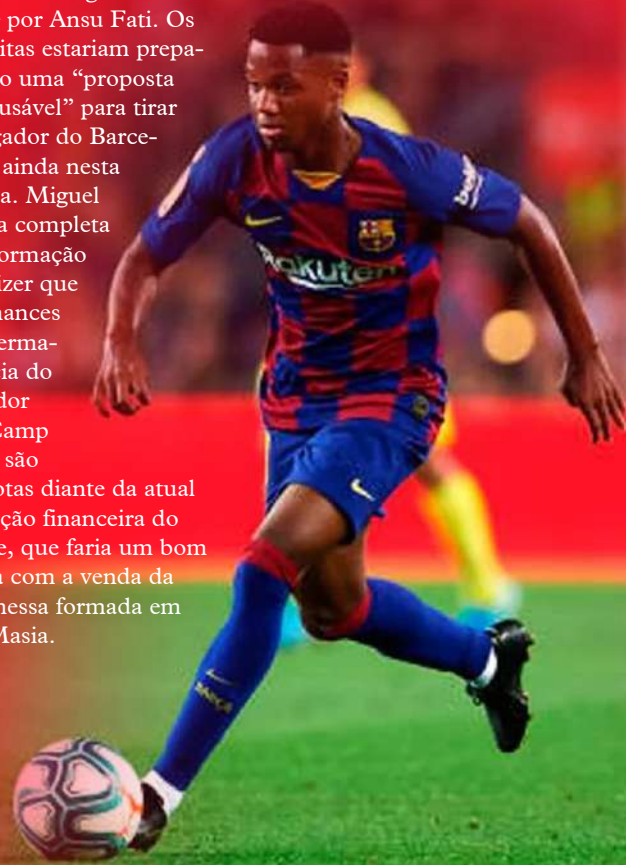 por Ansu Fati. Os
itas estariam prepa-
o uma “proposta
usável” para tirar
gador do Barce-
ainda nesta
a. Miguel
a completa
ormação
izer que
nances
erma-
ia do
dor
Camp
são
otas diante da atual
ção financeira do
e, que faria um bom
a com a venda da
nessa formada em
Masia.
beko
Rakuten
BARÇA